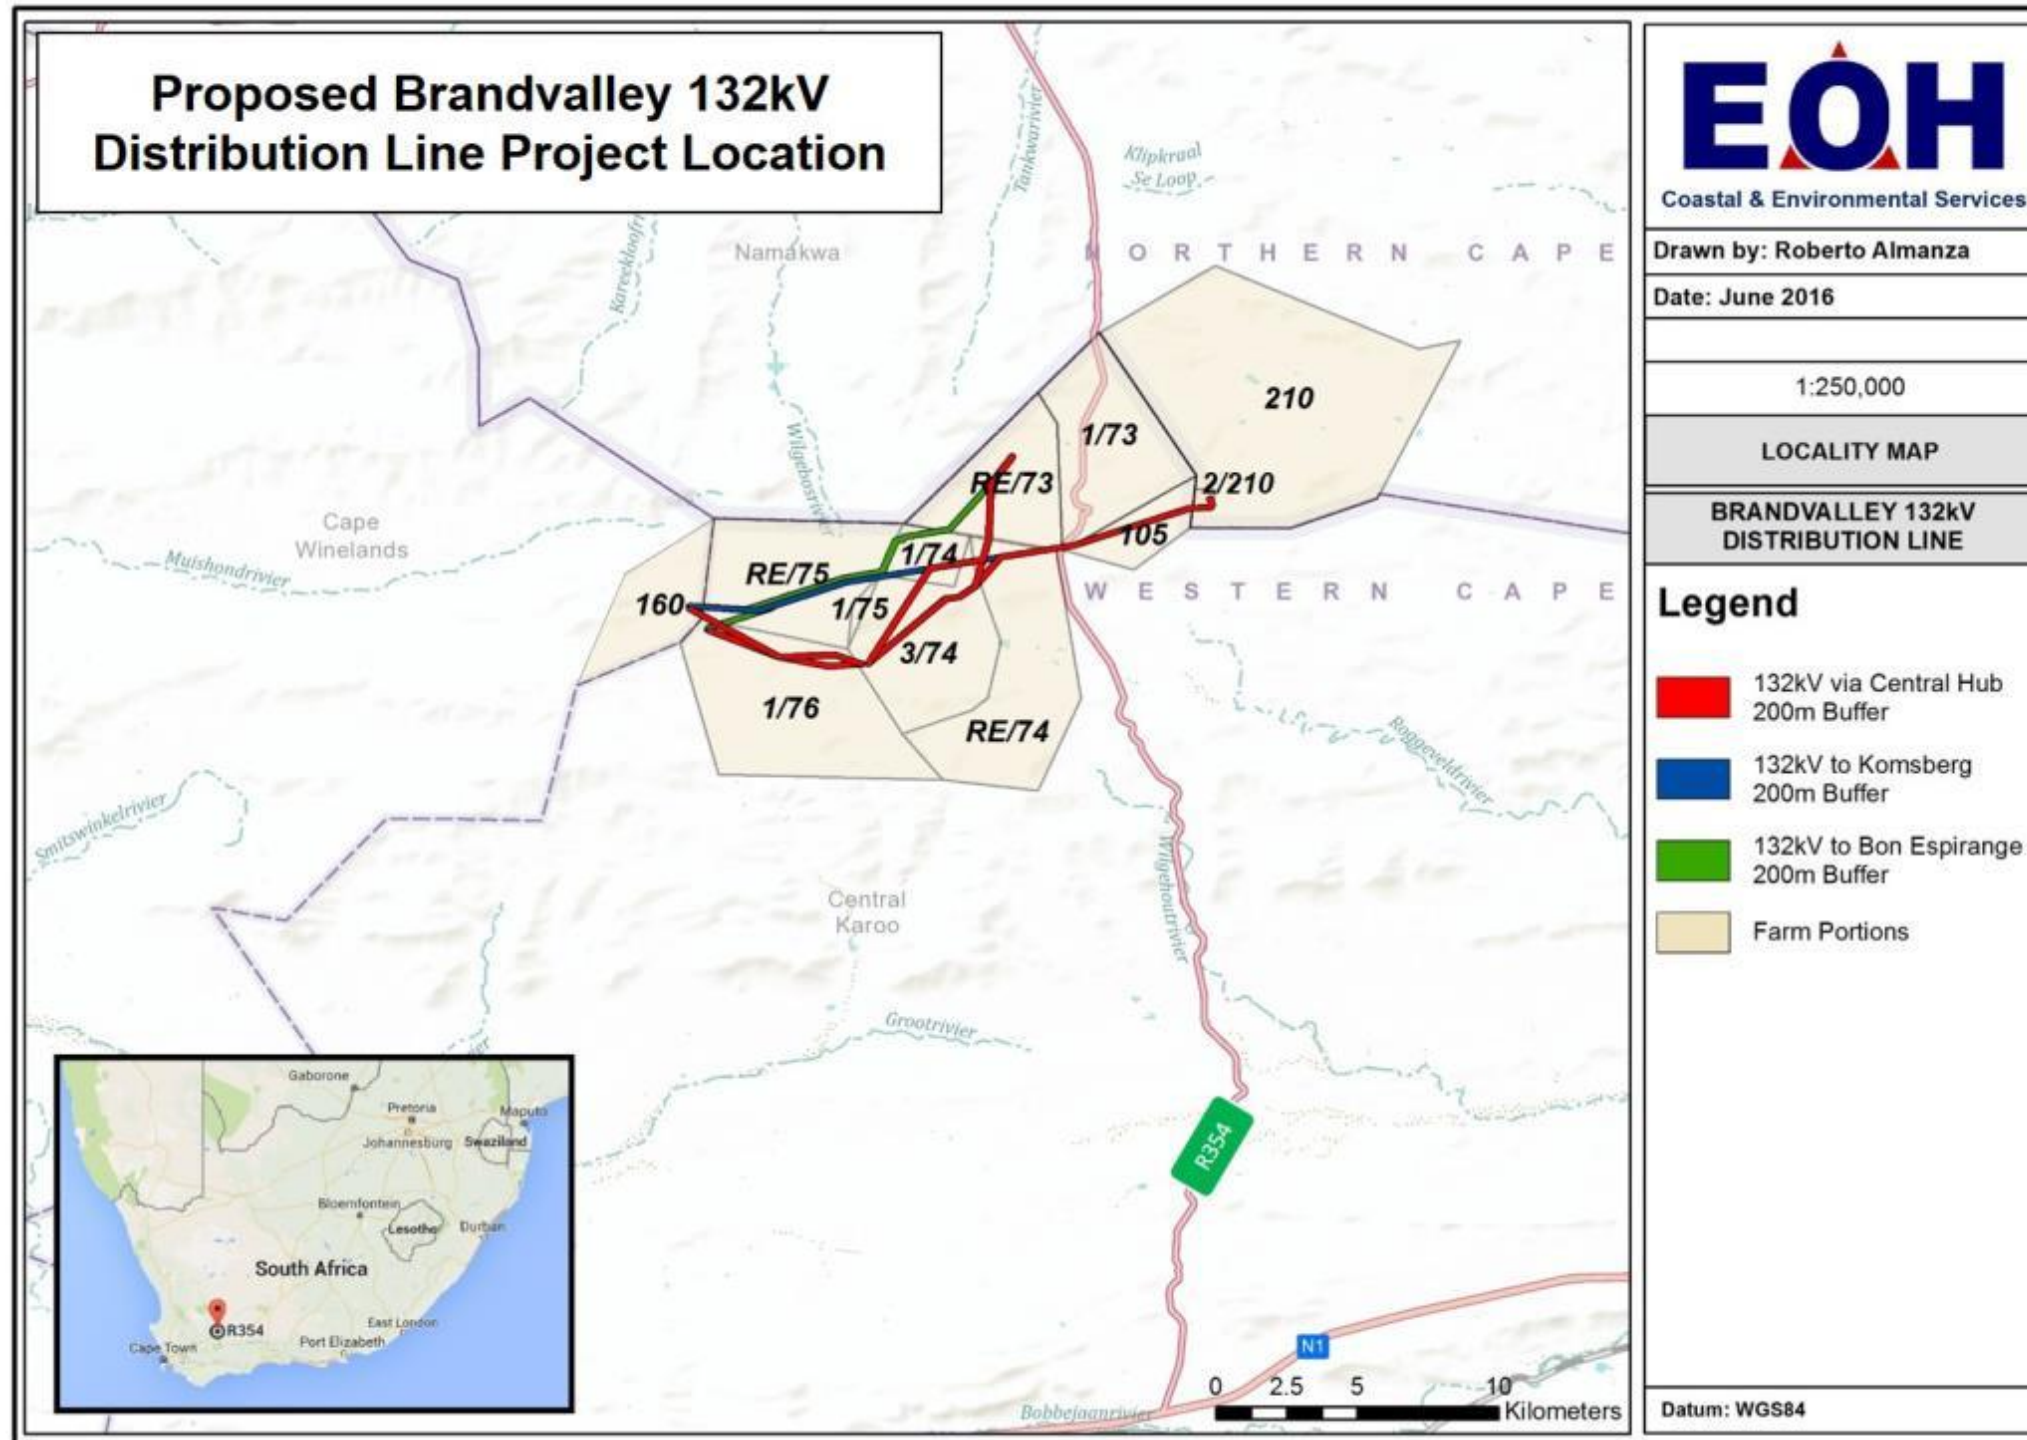 Proposed Brandvalley 132kV
Distribution Line Project Location
EOH
Coastal & Environmental Services
Drawn by: Roberto Almanza
Date: June 2016
1:250,000
LOCALITY MAP
BRANDVALLEY 132kV
DISTRIBUTION LINE
Legend
132kV via Central Hub
200m Buffer
132kV to Komsberg
200m Buffer
132kV to Bon Espirange
200m Buffer
Farm Portions
Datum: WGS84
Tankwarivier
Klipkraal
Se Loop
Namakwa
NORTHERN CAPE
210
1/73
RE/73
2/210
105
Wilgebosrivier
Cape
Winelands
Muishondrivier
1/74
RE/75
1/75
160
WESTERN CAPE
3/74
1/76
RE/74
Roggeveldrivier
Smitswinkelrivier
Wilgehoutrivier
Central
Karoo
Grootrivier
R354
N1
Bobbejaanrivier
0 2.5 5 10
Kilometers
Gaborone
Pretoria
Maputo
Johannesburg
Swaziland
Bloemfontein
Lesotho
Durban
South Africa
R354
East London
Cape Town
Port Elizabeth